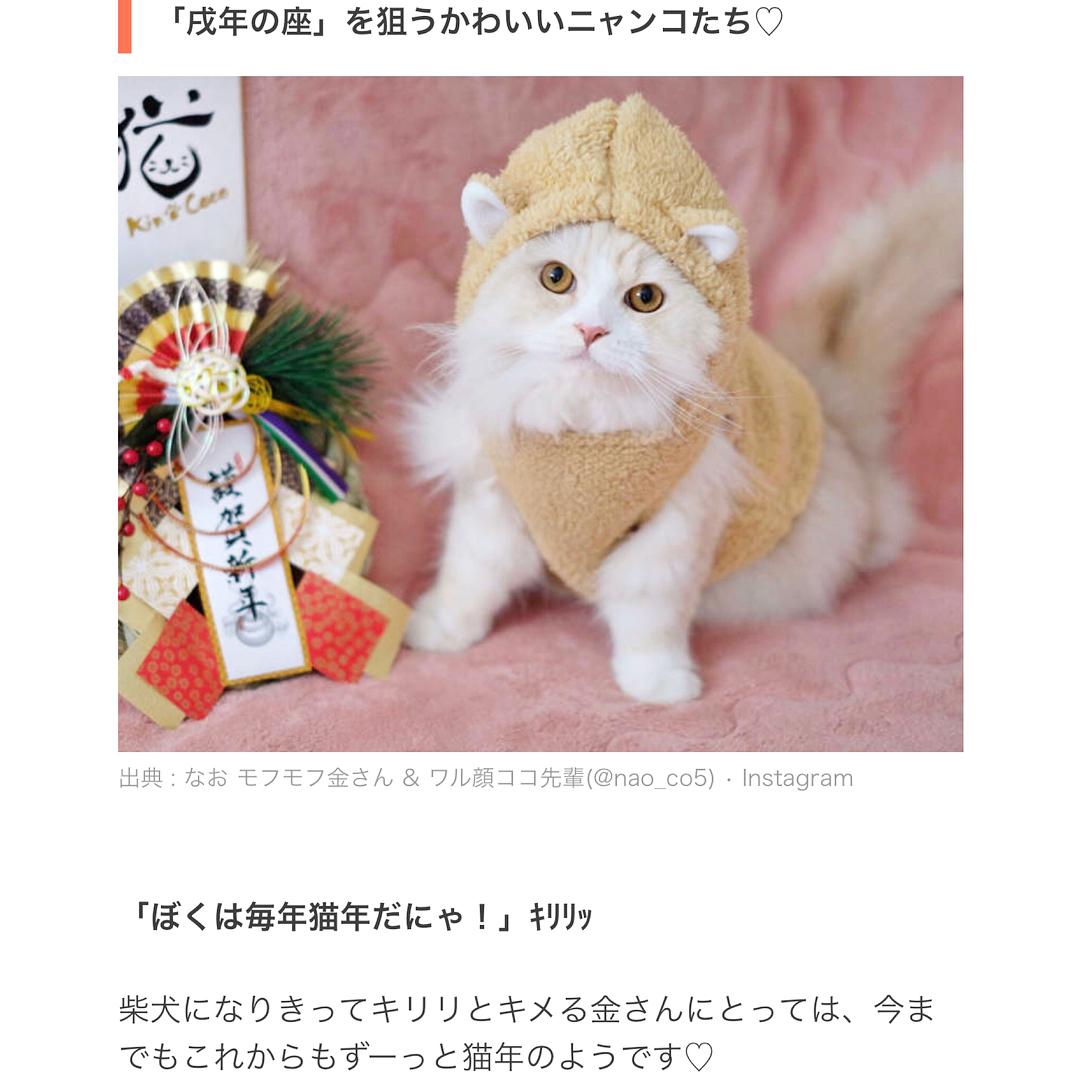 「戌年の座」を狙うかわいいニャンコたち♡
猫
Kin & Coco
謹賀新年
出典 : なお モフモフ金さん & ワル顔ココ先輩(@nao_co5) · Instagram
「ぼくは毎年猫年だにゃ！」ｷﾘﾘｯ
柴犬になりきってキリリとキメる金さんにとっては、今ま
でもこれからもずーっと猫年のようです♡